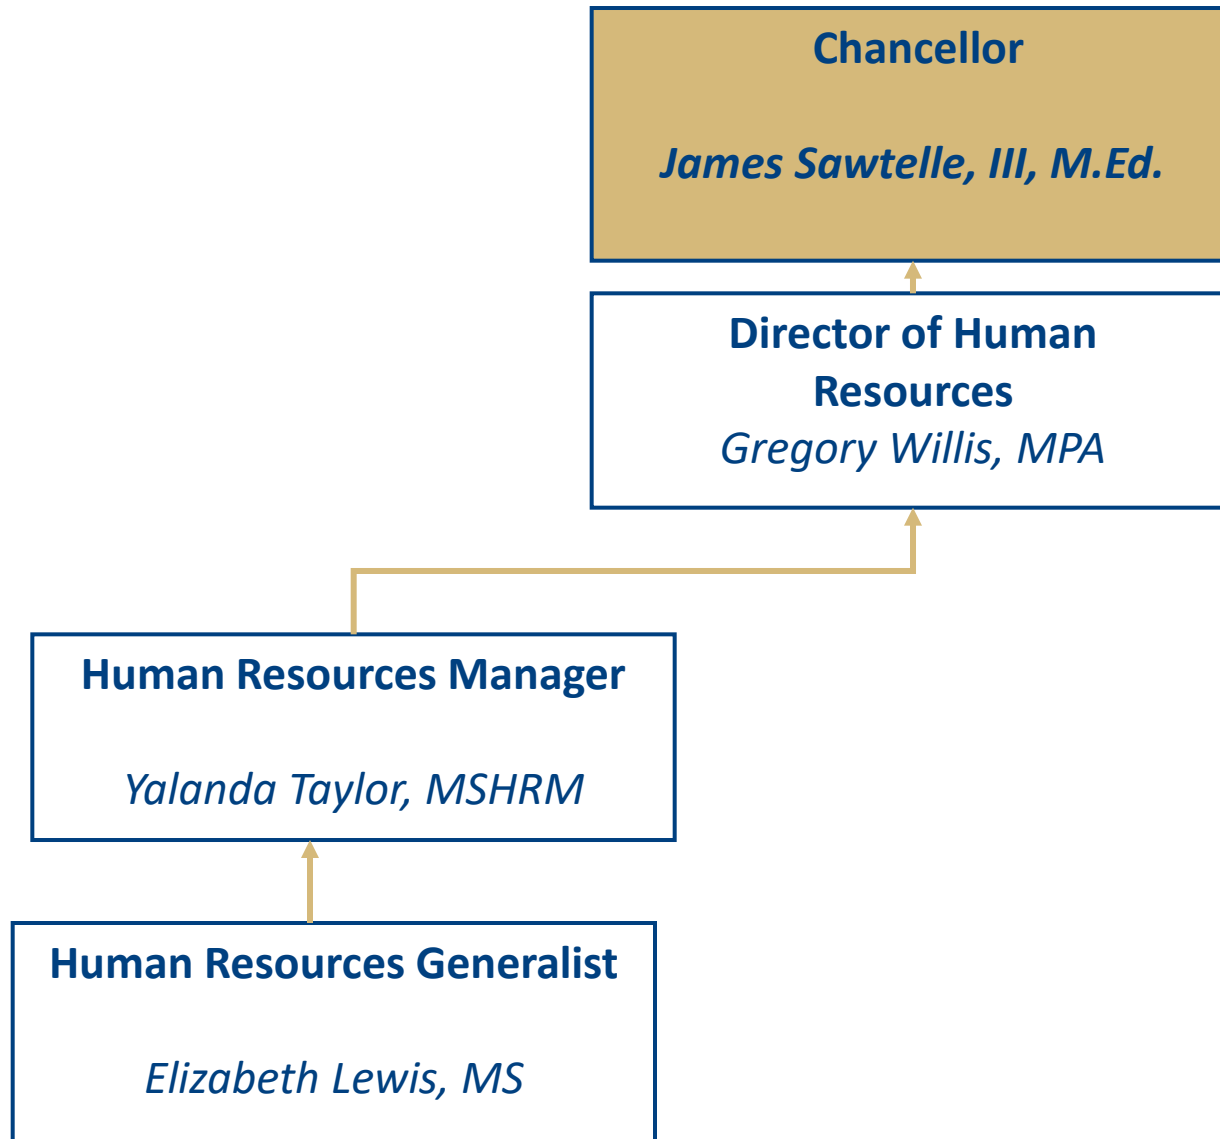 Chancellor
James Sawtelle, III, M.Ed.
Director of Human
Resources
Gregory Willis, MPA
Human Resources Manager
Yalanda Taylor, MSHRM
Human Resources Generalist
Elizabeth Lewis, MS